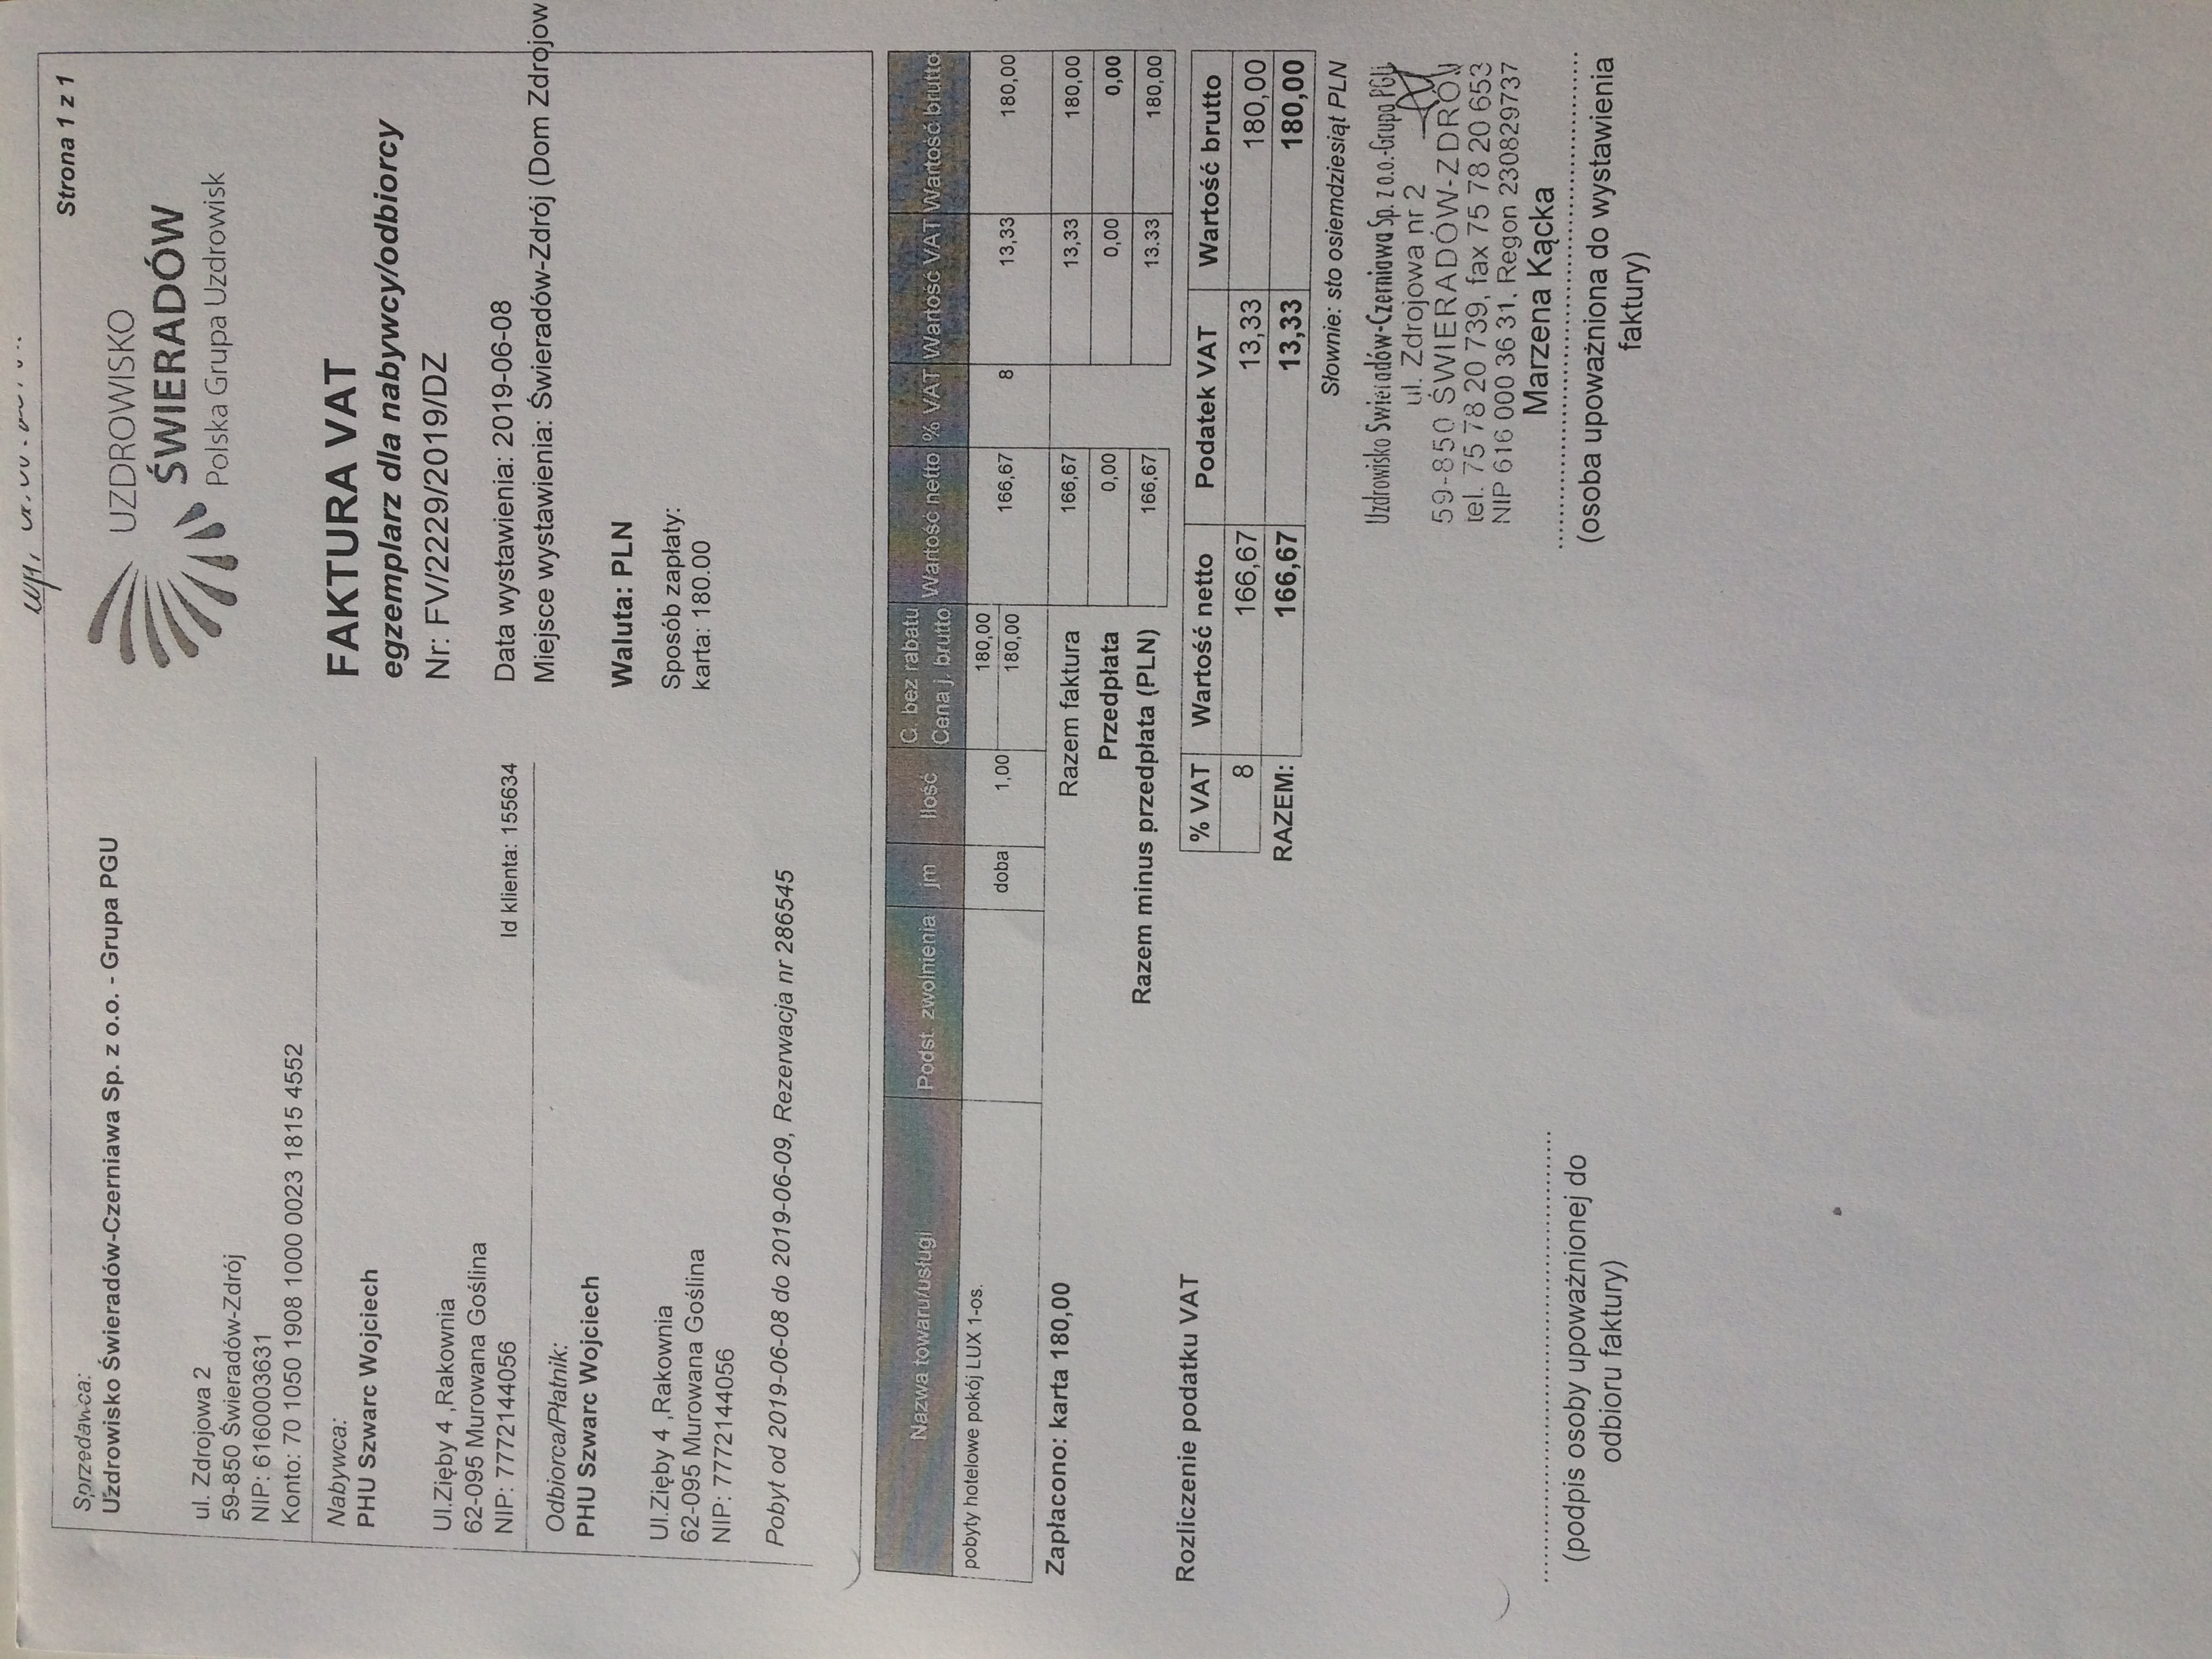 wpł.
Strona 1 z 1
Sprzedawca:
Uzdrowisko Świeradów-Czerniawa Sp. z o.o. - Grupa PGU
ul. Zdrojowa 2
59-850 Świeradów-Zdrój
NIP: 6160003631
Konto: 70 1050 1908 1000 0023 1815 4552
UZDROWISKO
ŚWIERADÓW
Polska Grupa Uzdrowisk
Nabywca:
PHU Szwarc Wojciech
Ul.Zięby 4 ,Rakownia
62-095 Murowana Goślina
NIP: 7772144056
Id klienta: 155634
FAKTURA VAT
egzemplarz dla nabywcy/odbiorcy
Nr: FV/2229/2019/DZ
Data wystawienia: 2019-06-08
Miejsce wystawienia: Świeradów-Zdrój (Dom Zdrojow
Odbiorca/Płatnik:
PHU Szwarc Wojciech
Ul.Zięby 4 ,Rakownia
62-095 Murowana Goślina
NIP: 7772144056
Waluta: PLN
Sposób zapłaty:
karta: 180.00
Pobyt od 2019-06-08 do 2019-06-09, Rezerwacja nr 286545
Nazwa towaru/usługi Podst. zwolnienia jm Ilość C. bez rabatu Cena j. brutto Wartość netto % VAT Wartość VAT Wartość brutto
pobyty hotelowe pokój LUX 1-os. doba 1,00 180,00 180,00 166,67 8 13,33 180,00
Zapłacono: karta 180,00
Razem faktura 166,67 13,33 180,00
Przedpłata 0,00 0,00 0,00
Razem minus przedpłata (PLN) 166,67 13.33 180,00
Rozliczenie podatku VAT
% VAT Wartość netto Podatek VAT Wartość brutto
8 166,67 13,33 180,00
RAZEM: 166,67 13,33 180,00
Słownie: sto osiemdziesiąt PLN
Uzdrowisko Świeradów-Czerniawa Sp. z o.o.-Grupa PGU
ul. Zdrojowa nr 2
59-850 ŚWIERADÓW-ZDRÓJ
tel. 75 78 20 739, fax 75 78 20 653
NIP 616 000 36 31, Regon 230829737
Marzena Kącka
(podpis osoby upoważnionej do
odbioru faktury)
(osoba upoważniona do wystawienia
faktury)